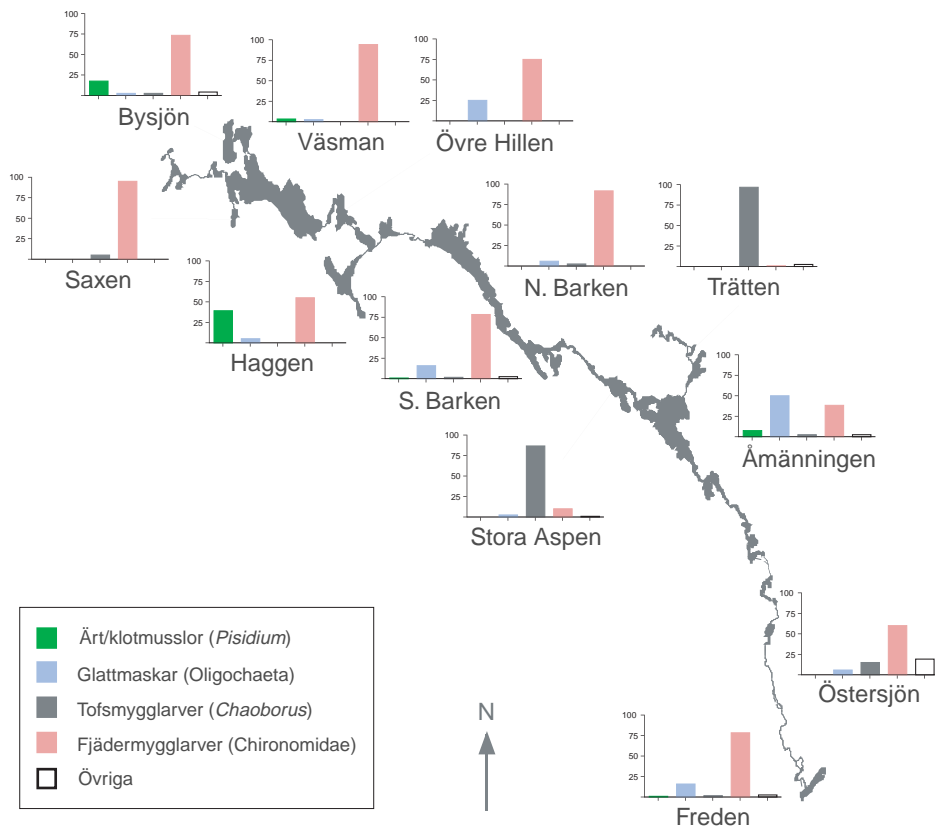 100
75
50
25
Bysjön
100
75
50
25
Väsman
100
75
50
25
Övre Hillen
100
75
50
25
Saxen
100
75
50
25
N. Barken
100
75
50
25
Trätten
100
75
50
25
Haggen
100
75
50
25
S. Barken
100
75
50
25
Åmänningen
100
75
50
25
Stora Aspen
100
75
50
25
Östersjön
Ärt/klotmusslor (Pisidium)
Glattmaskar (Oligochaeta)
Tofsmygglarver (Chaoborus)
Fjädermygglarver (Chironomidae)
Övriga
N
100
75
50
25
Freden